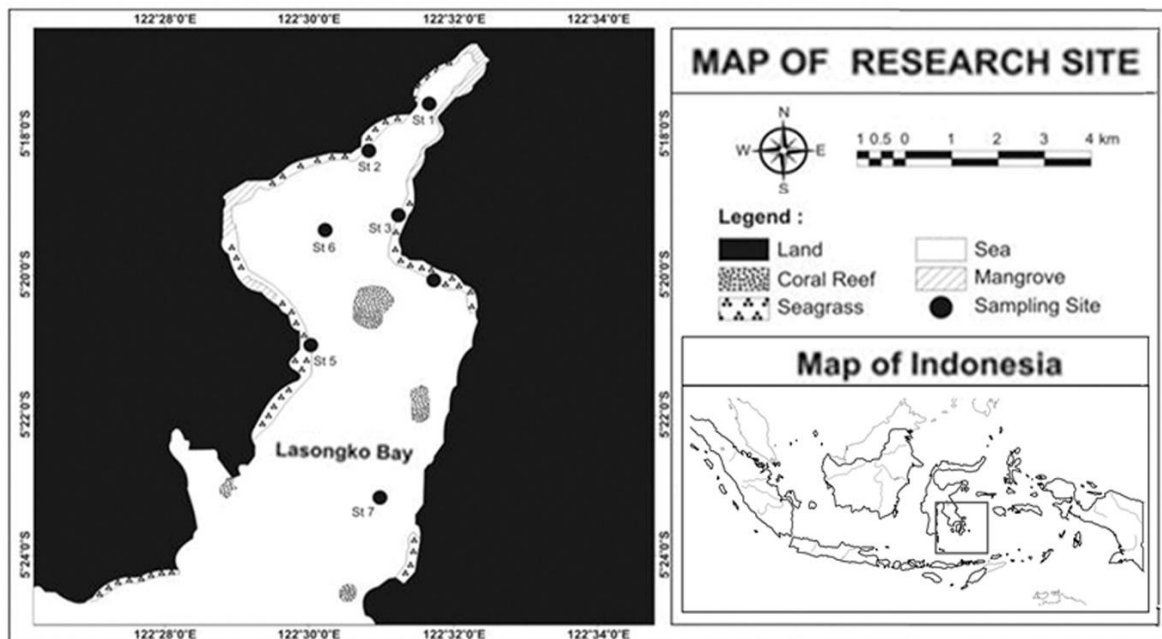 122°28'0"E 122°30'0"E 122°32'0"E 122°34'0"E
5°18'0"S
5°20'0"S
5°22'0"S
5°24'0"S
St 1
St 2
St 3
St 6
St 5
Lasongko Bay
St 7
5°18'0"S
5°20'0"S
5°22'0"S
5°24'0"S
122°28'0"E 122°30'0"E 122°32'0"E 122°34'0"E
MAP OF RESEARCH SITE
N
W E
S
1 0.5 0 1 2 3 4 km
Legend :
Land Sea
Coral Reef Mangrove
Seagrass Sampling Site
Map of Indonesia